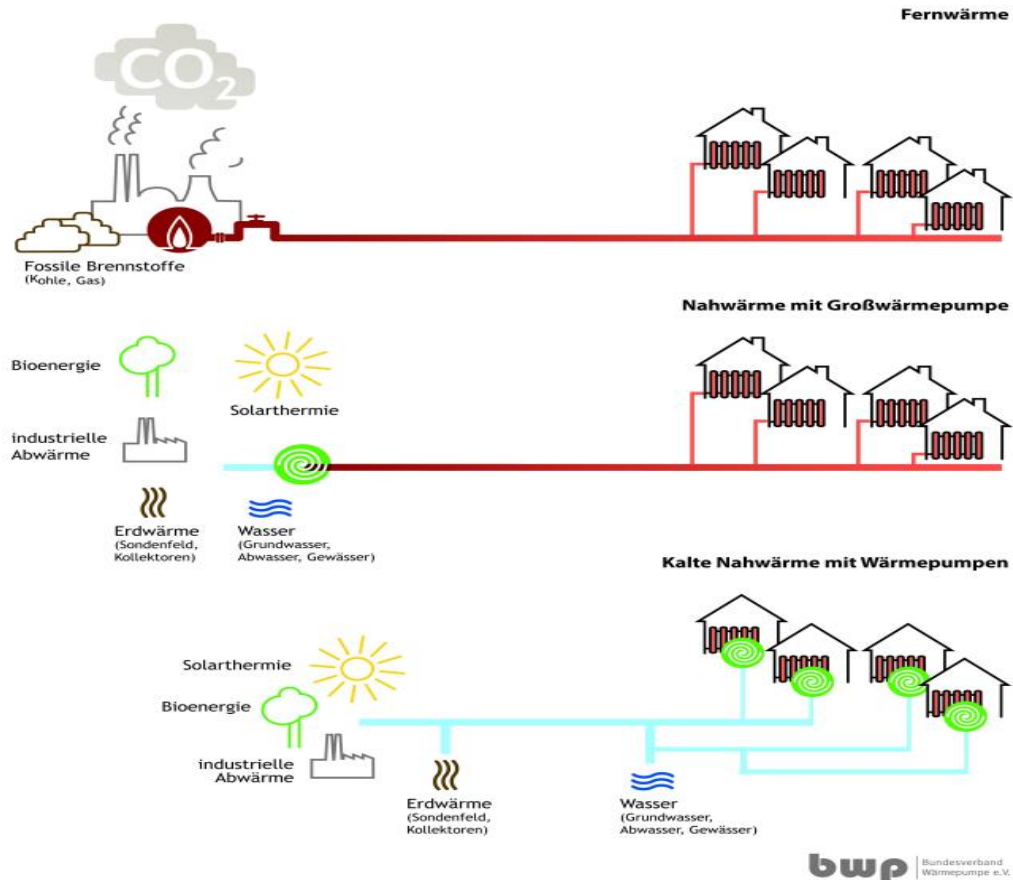 Fernwärme
CO2
Fossile Brennstoffe
(Kohle, Gas)
Nahwärme mit Großwärmepumpe
Bioenergie
Solarthermie
industrielle
Abwärme
Erdwärme
(Sondenfeld,
Kollektoren)
Wasser
(Grundwasser,
Abwasser, Gewässer)
Kalte Nahwärme mit Wärmepumpen
Solarthermie
Bioenergie
industrielle
Abwärme
Erdwärme
(Sondenfeld,
Kollektoren)
Wasser
(Grundwasser,
Abwasser, Gewässer)
bwp
Bundesverband
Wärmepumpe e.V.